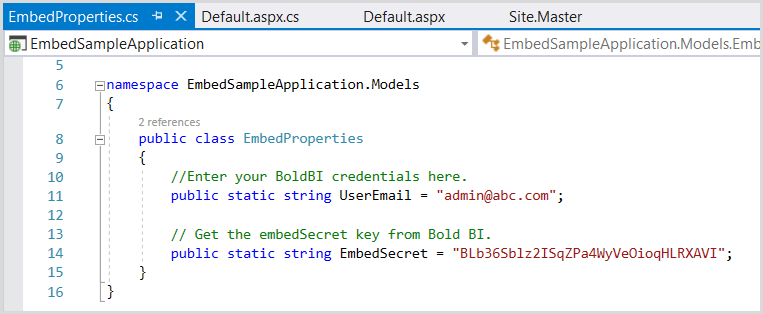 EmbedProperties.cs Default.aspx.cs Default.aspx Site.Master
EmbedSampleApplication EmbedSampleApplication.Models.Emb
5
6 namespace EmbedSampleApplication.Models
7 {
2 references
8 public class EmbedProperties
9 {
10 //Enter your BoldBI credentials here.
11 public static string UserEmail = "admin@abc.com";
12
13 // Get the embedSecret key from Bold BI.
14 public static string EmbedSecret = "BLb36Sblz2ISqZPa4WyVeOioqHLRXAVI";
15 }
16 }